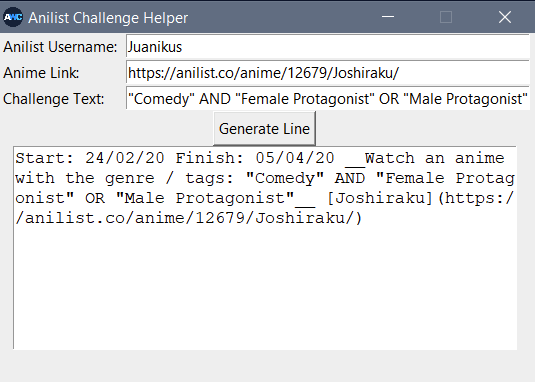 AWC Anilist Challenge Helper
Anilist Username: Juanikus
Anime Link: https://anilist.co/anime/12679/Joshiraku/
Challenge Text: "Comedy" AND "Female Protagonist" OR "Male Protagonist"
Generate Line
Start: 24/02/20 Finish: 05/04/20 __Watch an anime
with the genre / tags: "Comedy" AND "Female Protag
onist" OR "Male Protagonist"__ [Joshiraku](https:/
/anilist.co/anime/12679/Joshiraku/)